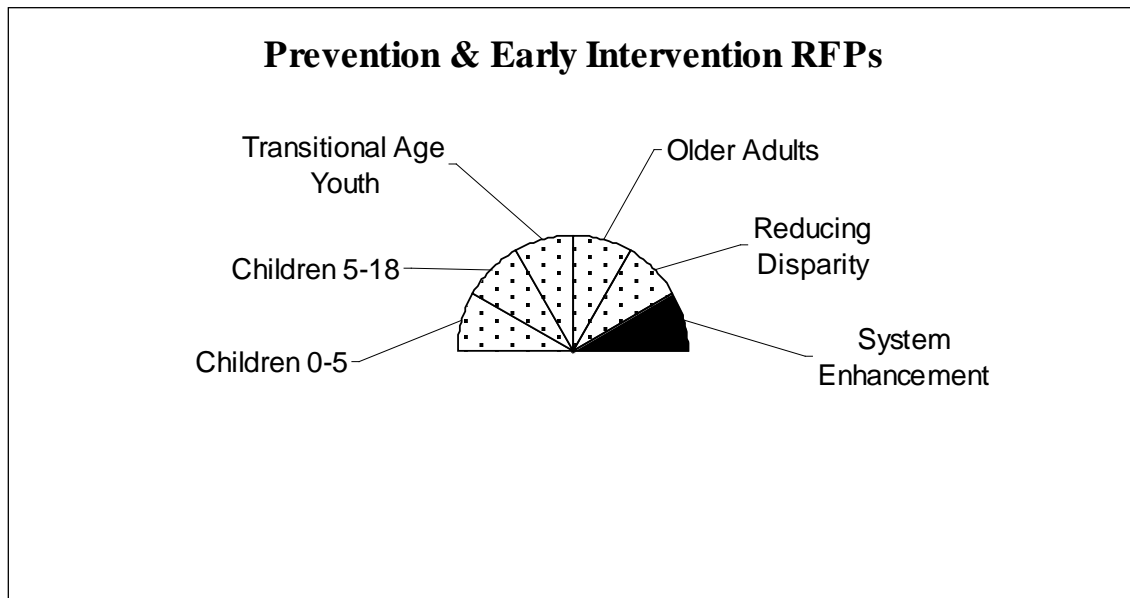 Prevention & Early Intervention RFPs
Transitional Age
Youth
Older Adults
Children 5-18
Reducing
Disparity
Children 0-5
System
Enhancement